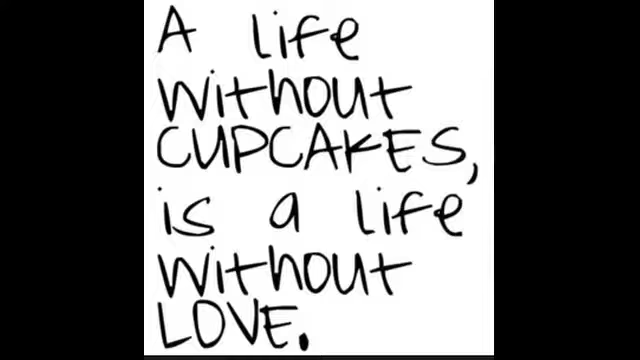 A life
without
CUPCAKES,
is a life
without
LOVE.